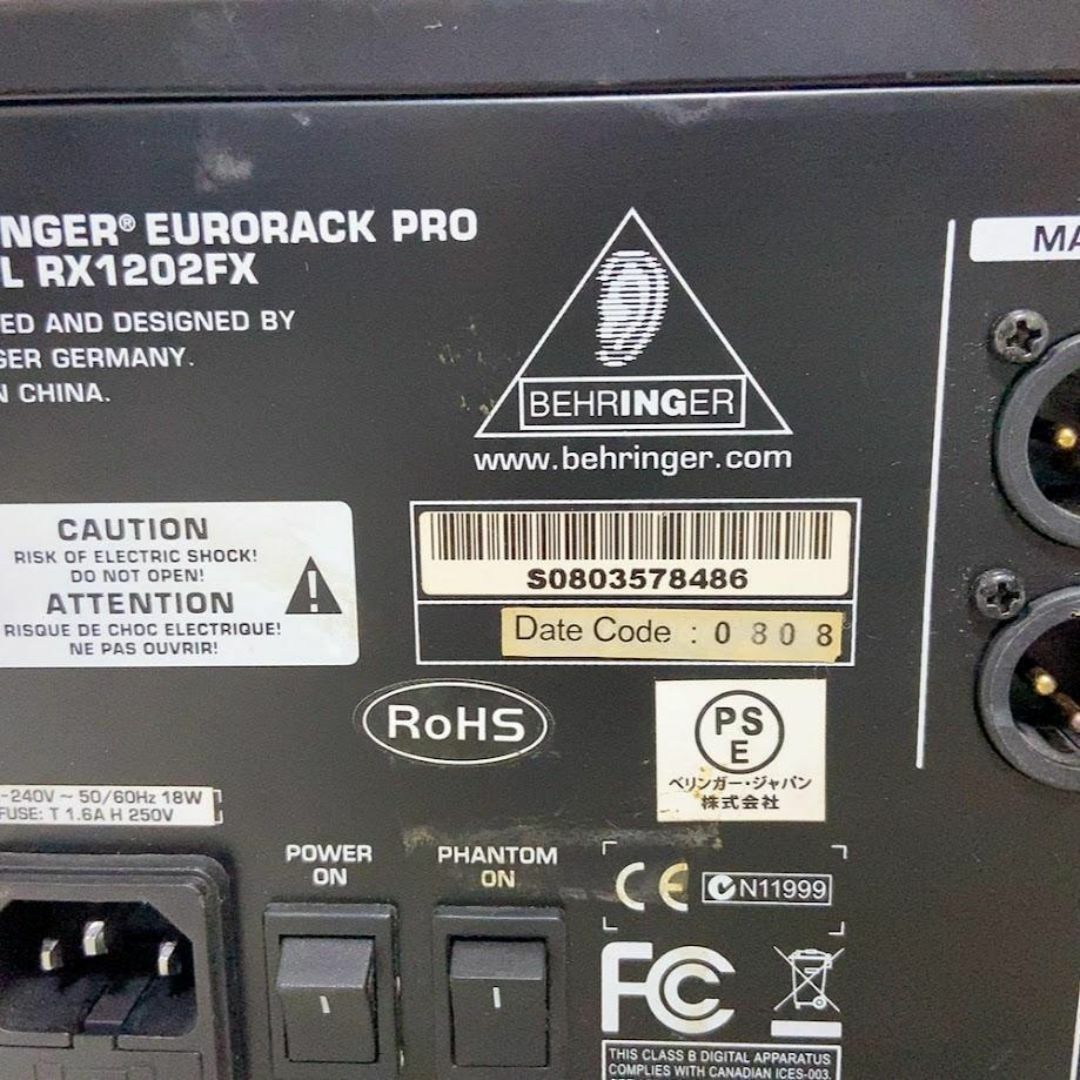 NGER® EURORACK PRO
L RX1202FX
ED AND DESIGNED BY
GER GERMANY.
N CHINA.
BEHRINGER
www.behringer.com
MA
CAUTION
RISK OF ELECTRIC SHOCK!
DO NOT OPEN!
ATTENTION
RISQUE DE CHOC ELECTRIQUE!
NE PAS OUVRIR!
S0803578486
Date Code : 0808
RoHS
PS
E
ベリンガー・ジャパン
株式会社
-240V ~ 50/60Hz 18W
FUSE: T 1.6A H 250V
POWER
ON
PHANTOM
ON
CE
N11999
FC
THIS CLASS B DIGITAL APPARATUS
COMPLIES WITH CANADIAN ICES-003.